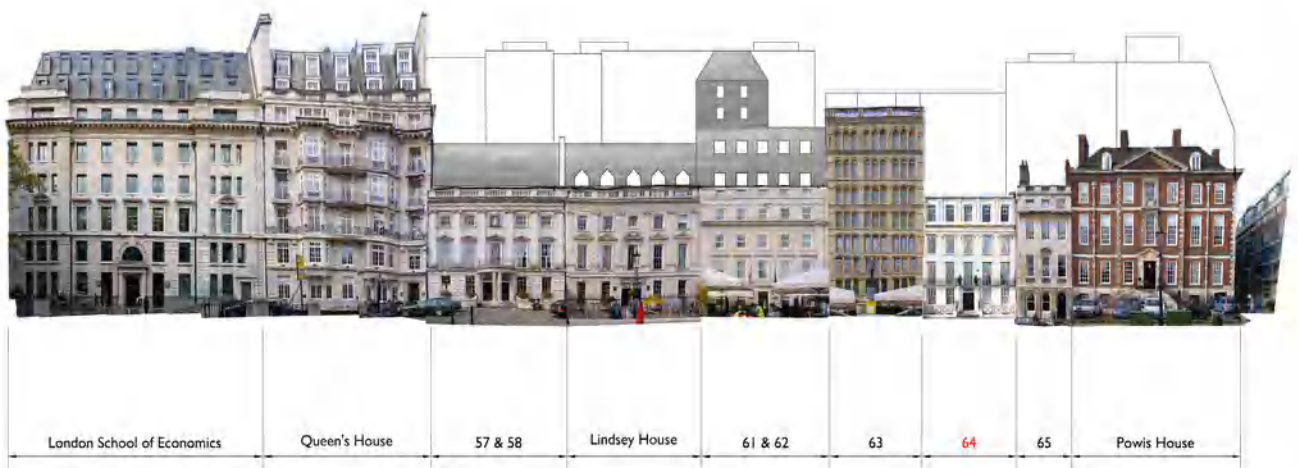 London School of Economics
Queen's House
57 & 58
Lindsey House
61 & 62
63
64
65
Powis House